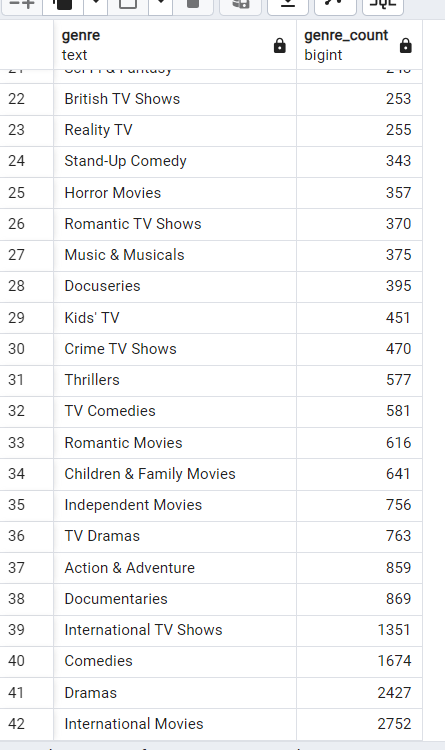 SQL
genre genre_count
text bigint
22 British TV Shows 253
23 Reality TV 255
24 Stand-Up Comedy 343
25 Horror Movies 357
26 Romantic TV Shows 370
27 Music & Musicals 375
28 Docuseries 395
29 Kids' TV 451
30 Crime TV Shows 470
31 Thrillers 577
32 TV Comedies 581
33 Romantic Movies 616
34 Children & Family Movies 641
35 Independent Movies 756
36 TV Dramas 763
37 Action & Adventure 859
38 Documentaries 869
39 International TV Shows 1351
40 Comedies 1674
41 Dramas 2427
42 International Movies 2752